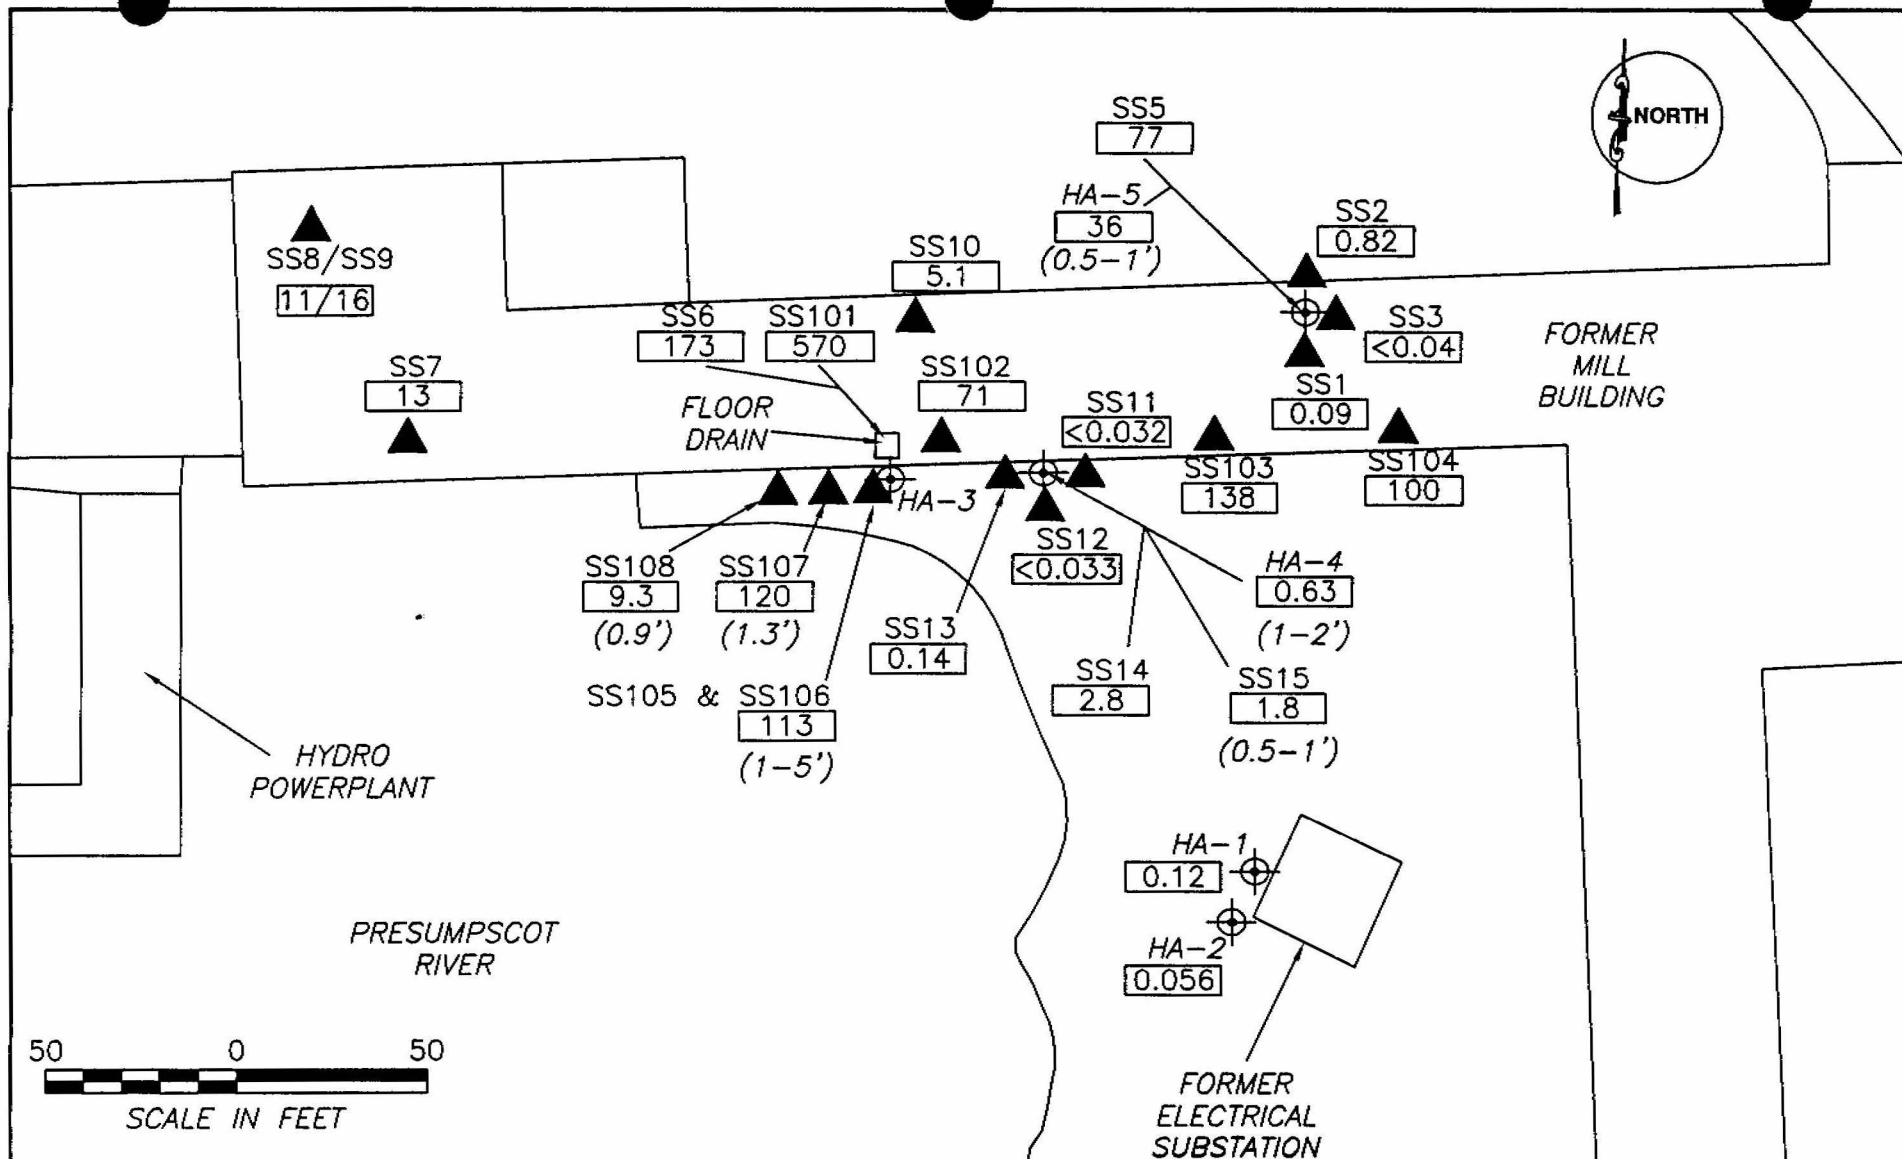 NORTH
SS5
77
HA-5
36
(0.5-1')
SS2
0.82
SS8/SS9
11/16
SS10
5.1
SS6
173
SS101
570
SS3
<0.04
FORMER
MILL
BUILDING
SS7
13
SS102
71
FLOOR
DRAIN
SS11
<0.032
SS1
0.09
SS103
138
SS104
100
HA-3
SS108
9.3
(0.9')
SS107
120
(1.3')
SS12
<0.033
HA-4
0.63
(1-2')
SS13
0.14
SS105 & SS106
113
(1-5')
SS14
2.8
SS15
1.8
(0.5-1')
HYDRO
POWERPLANT
HA-1
0.12
HA-2
0.056
PRESUMPSCOT
RIVER
50 0 50
SCALE IN FEET
FORMER
ELECTRICAL
SUBSTATION